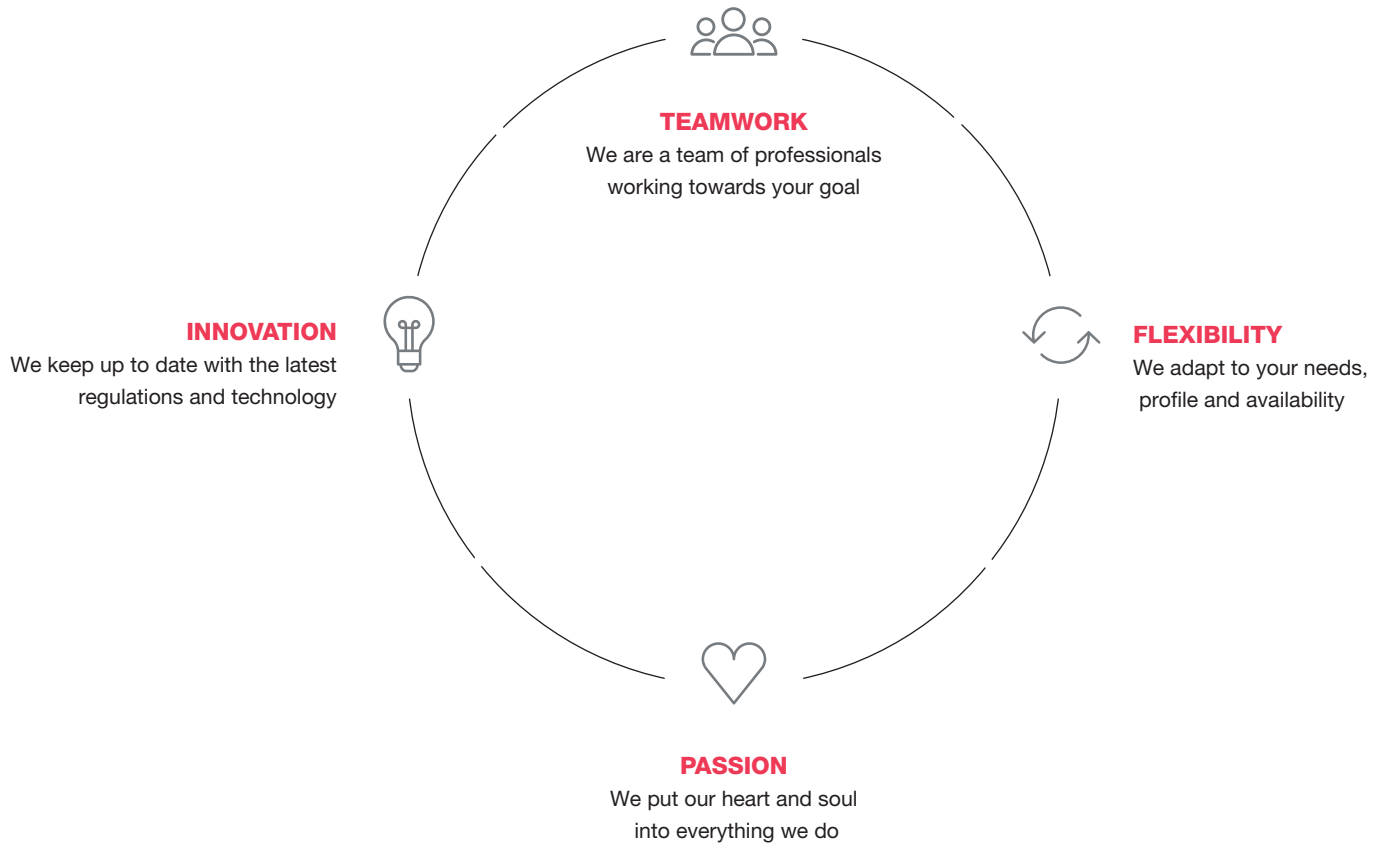 TEAMWORK
We are a team of professionals
working towards your goal
INNOVATION
We keep up to date with the latest
regulations and technology
FLEXIBILITY
We adapt to your needs,
profile and availability
PASSION
We put our heart and soul
into everything we do